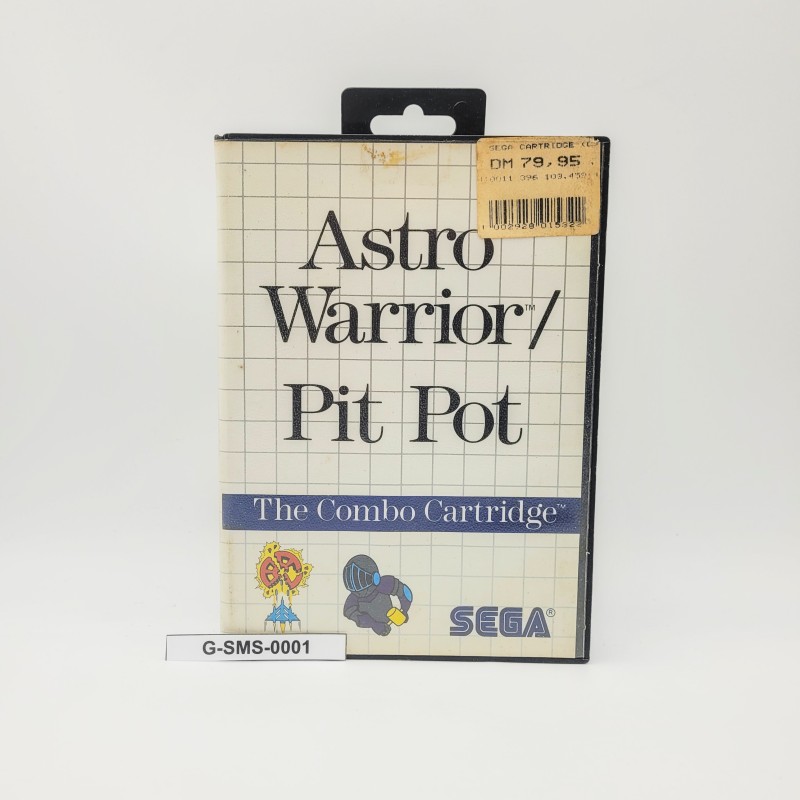 SEGA CARTRIDGE
DM 79,95
Astro
Warrior™/
Pit Pot
The Combo Cartridge™
SEGA®
G-SMS-0001